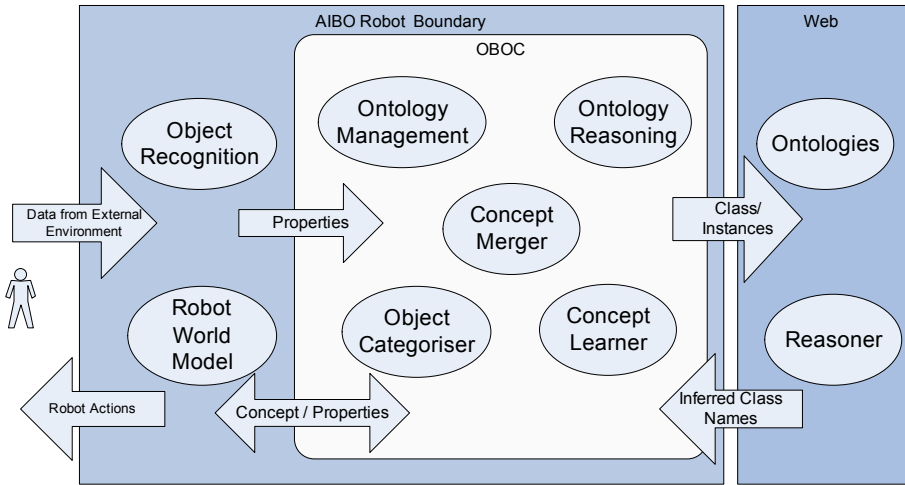 AIBO Robot Boundary
Web
OBOC
Object
Recognition
Ontology
Management
Ontology
Reasoning
Ontologies
Data from External
Environment
Properties
Concept
Merger
Class/
Instances
Robot
World
Model
Object
Categoriser
Concept
Learner
Reasoner
Robot Actions
Concept / Properties
Inferred Class
Names